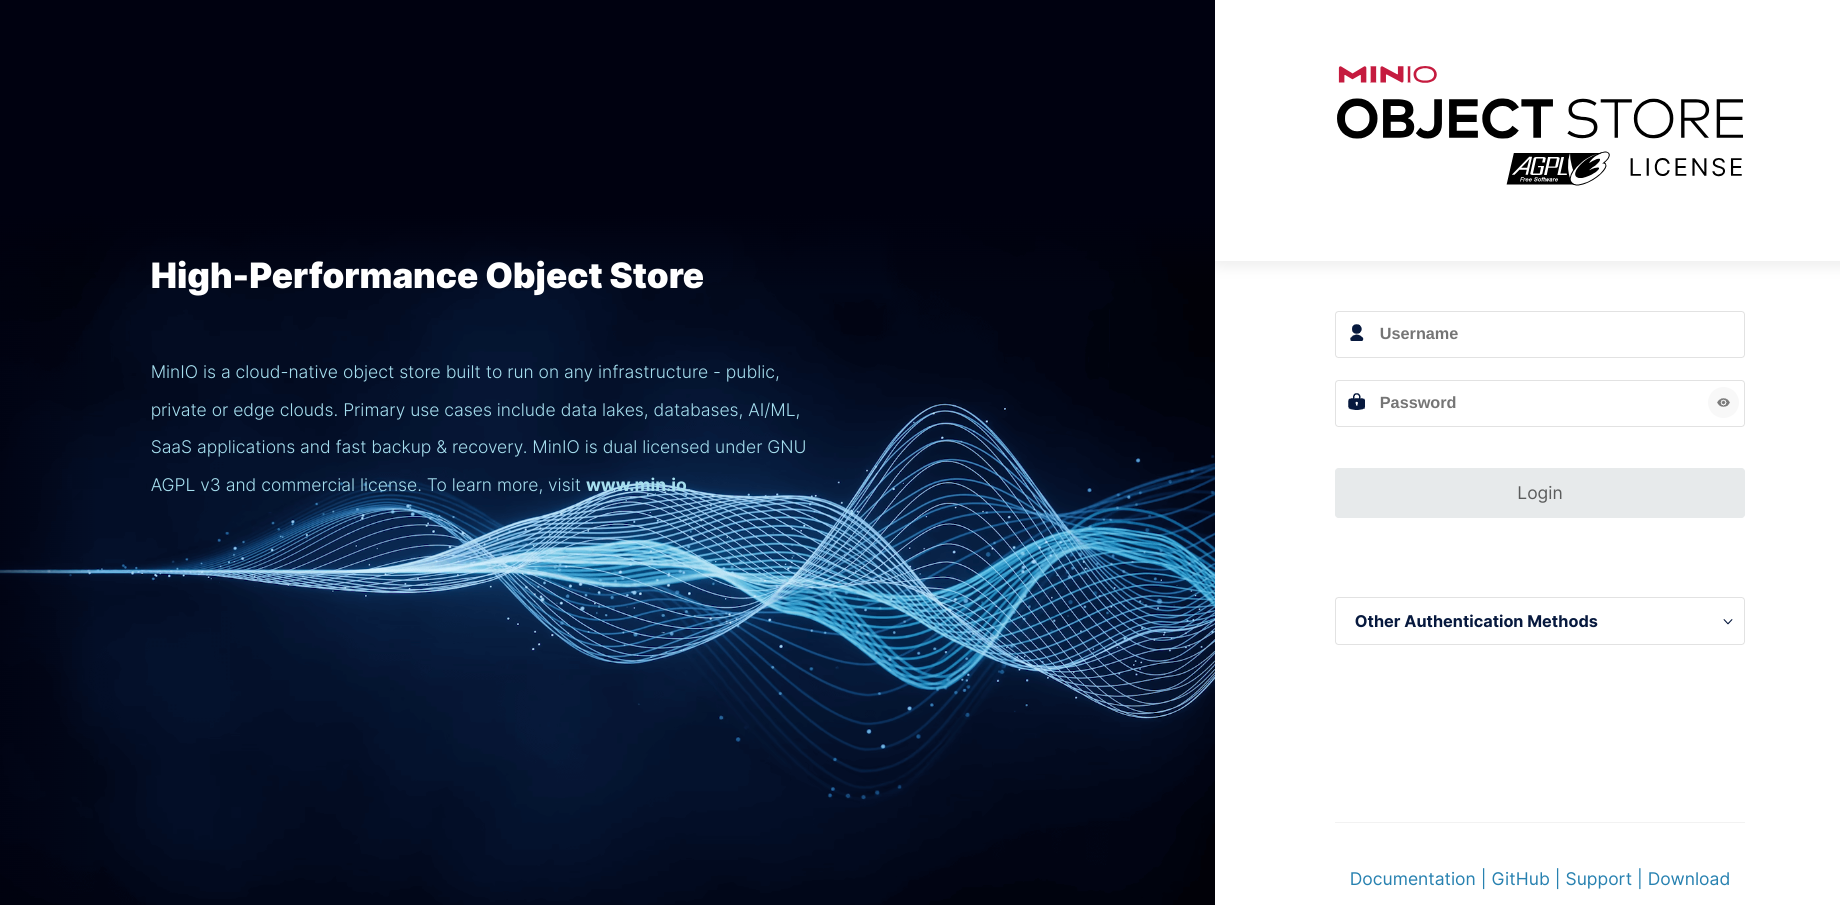 High-Performance Object Store
MinIO is a cloud-native object store built to run on any infrastructure - public,
private or edge clouds. Primary use cases include data lakes, databases, AI/ML,
SaaS applications and fast backup & recovery. MinIO is dual licensed under GNU
AGPL v3 and commercial license. To learn more, visit www.min.io.
MINIO
OBJECT STORE
AGPL v3 Free Software LICENSE
Username
Password
Login
Other Authentication Methods
Documentation | GitHub | Support | Download